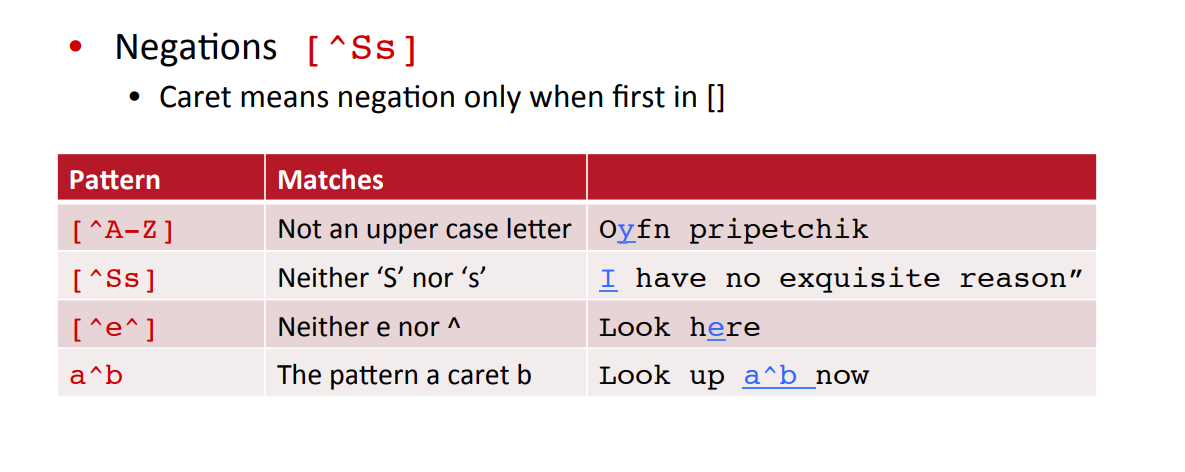 • Negations [^Ss]
• Caret means negation only when first in []
Pattern Matches
[^A-Z] Not an upper case letter Oyfn pripetchik
[^Ss] Neither ‘S’ nor ‘s’ I have no exquisite reason”
[^e^] Neither e nor ^ Look here
a^b The pattern a caret b Look up a^b now